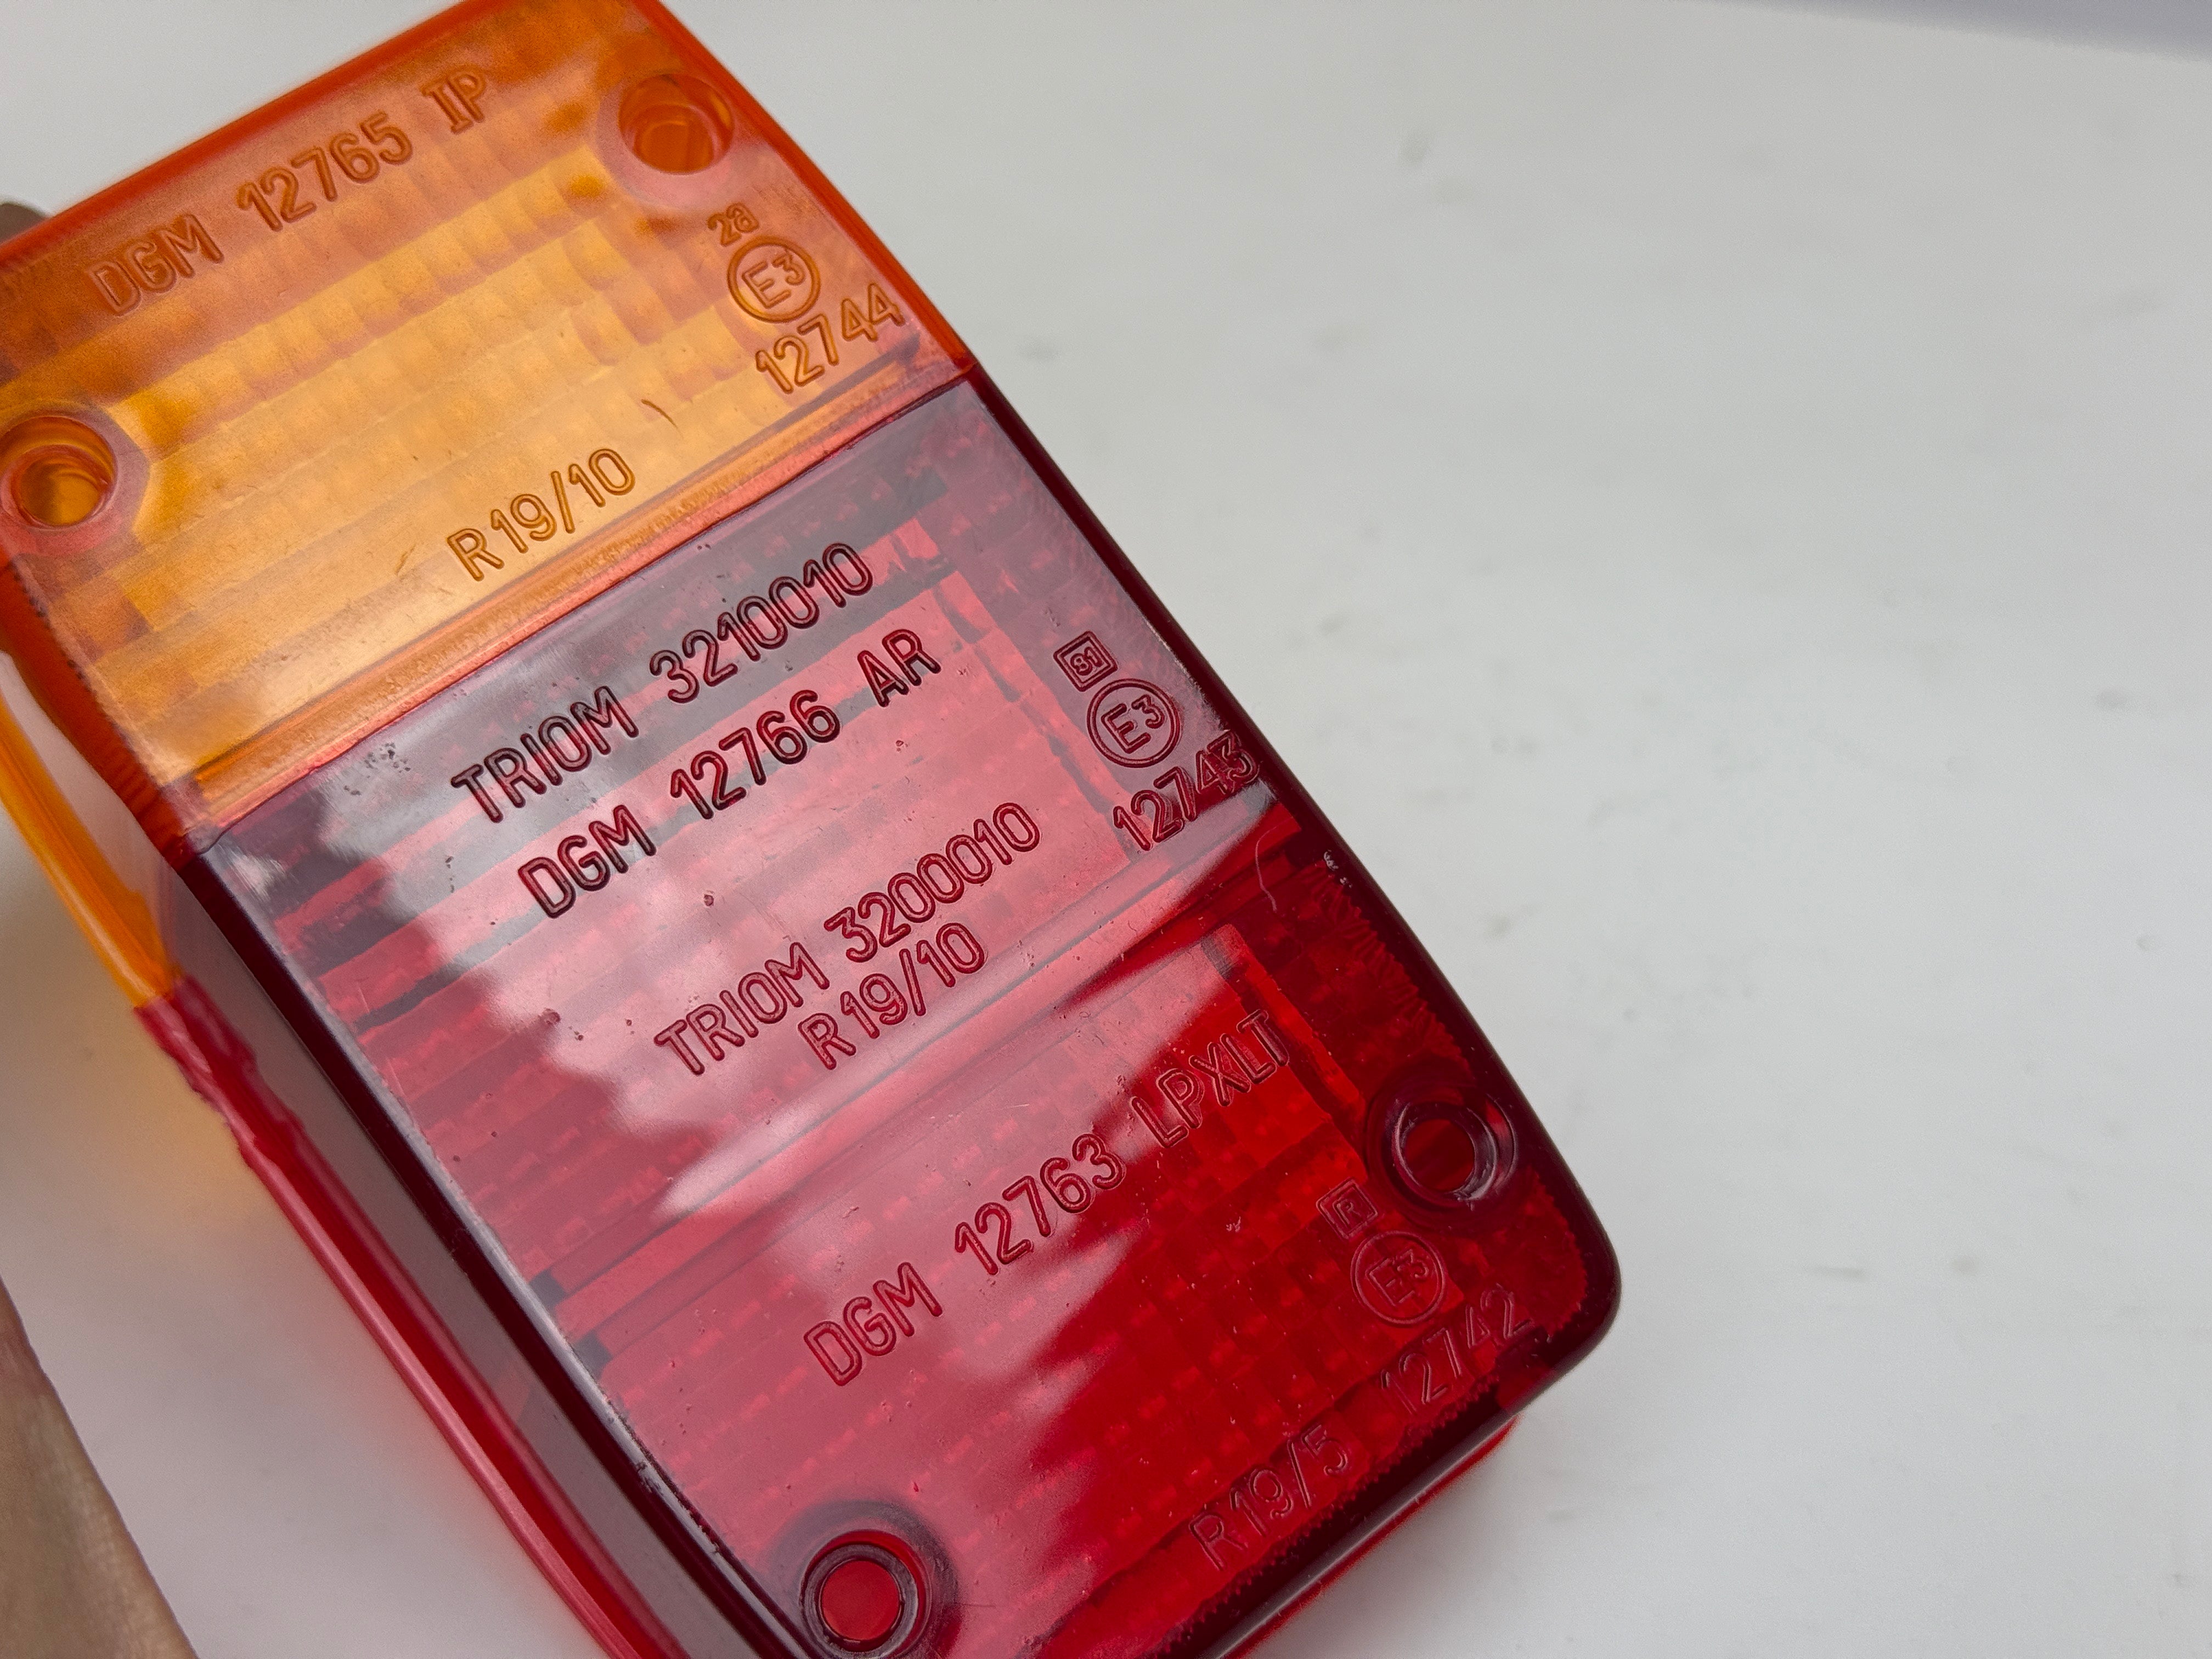 DGM 12765 IP
2a
E3
12744
R19/10
TRIOM 3210010
DGM 12766 AR
S1
E3
12743
TRIOM 3200010
R19/10
DGM 12763 LPXLT
R
E3
12742
R19/5